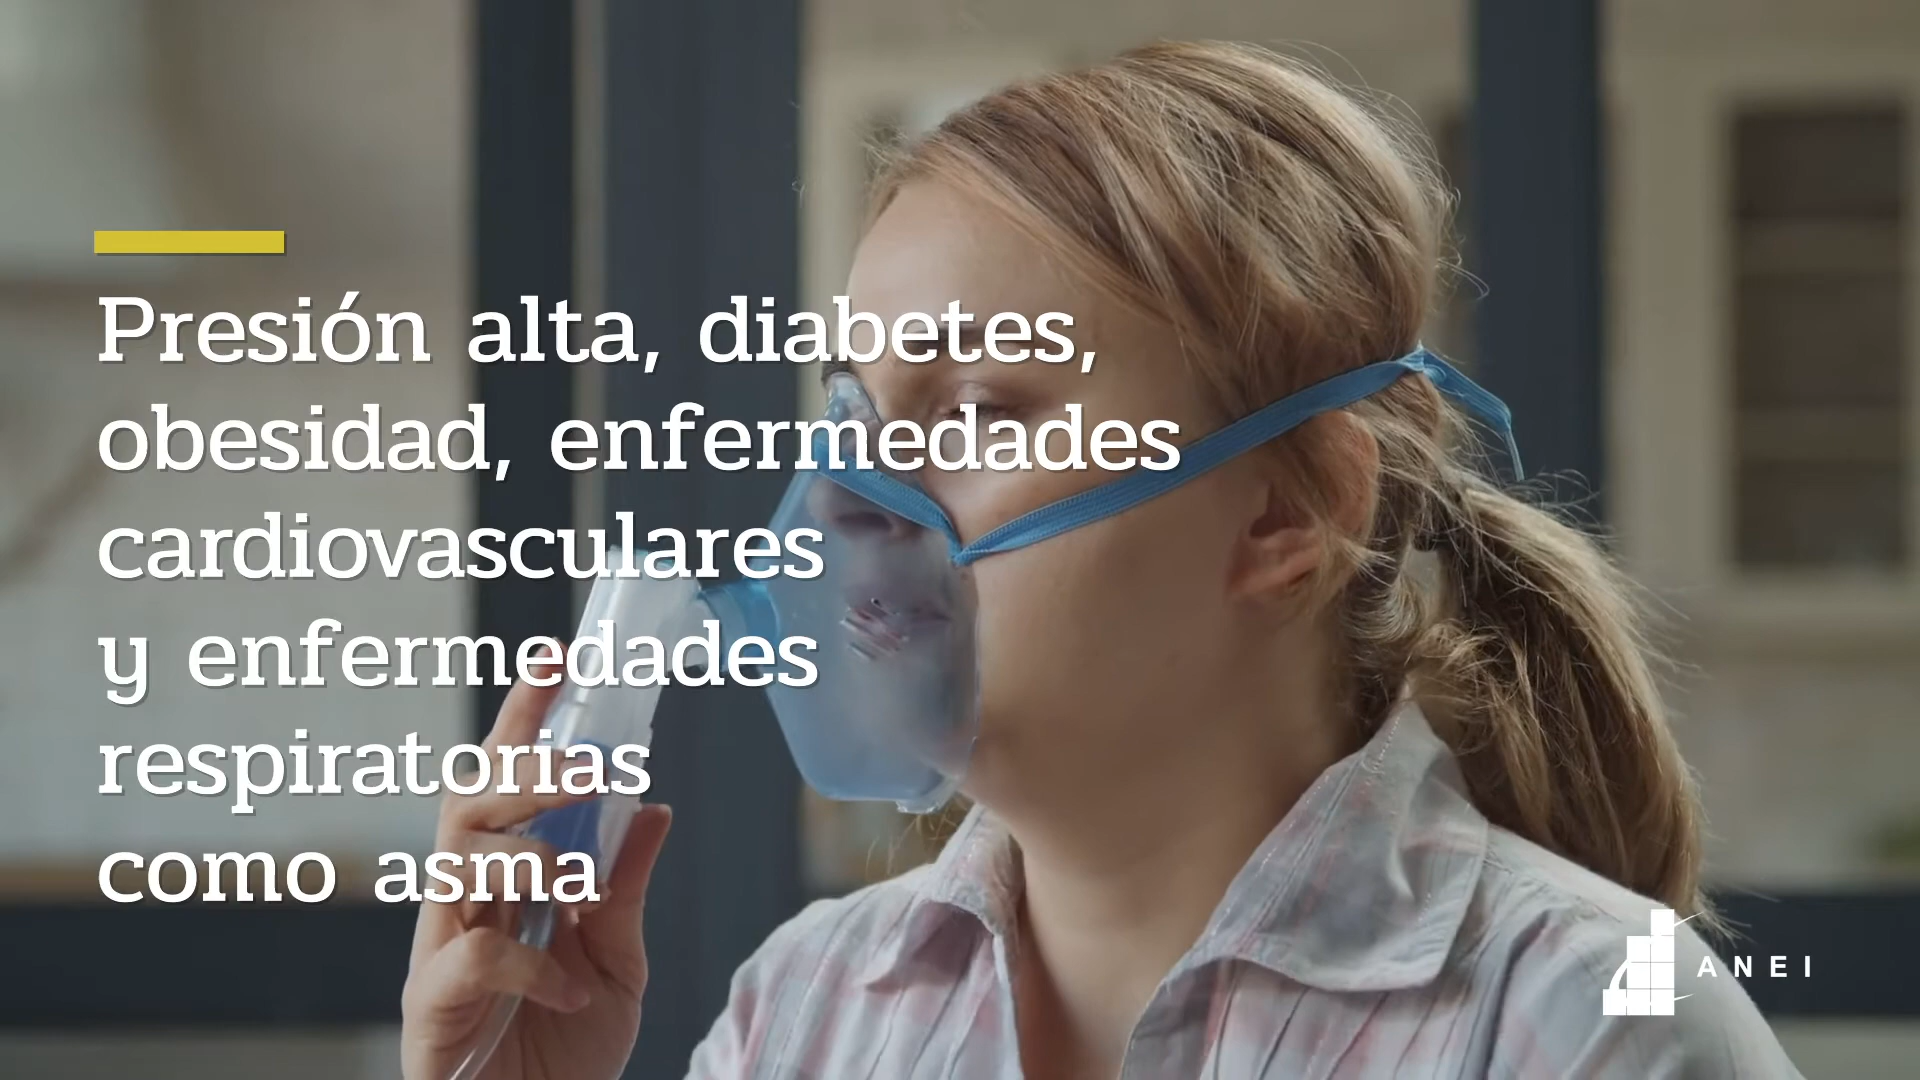 Presión alta, diabetes,
obesidad, enfermedades
cardiovasculares
y enfermedades
respiratorias
como asma
ANEI